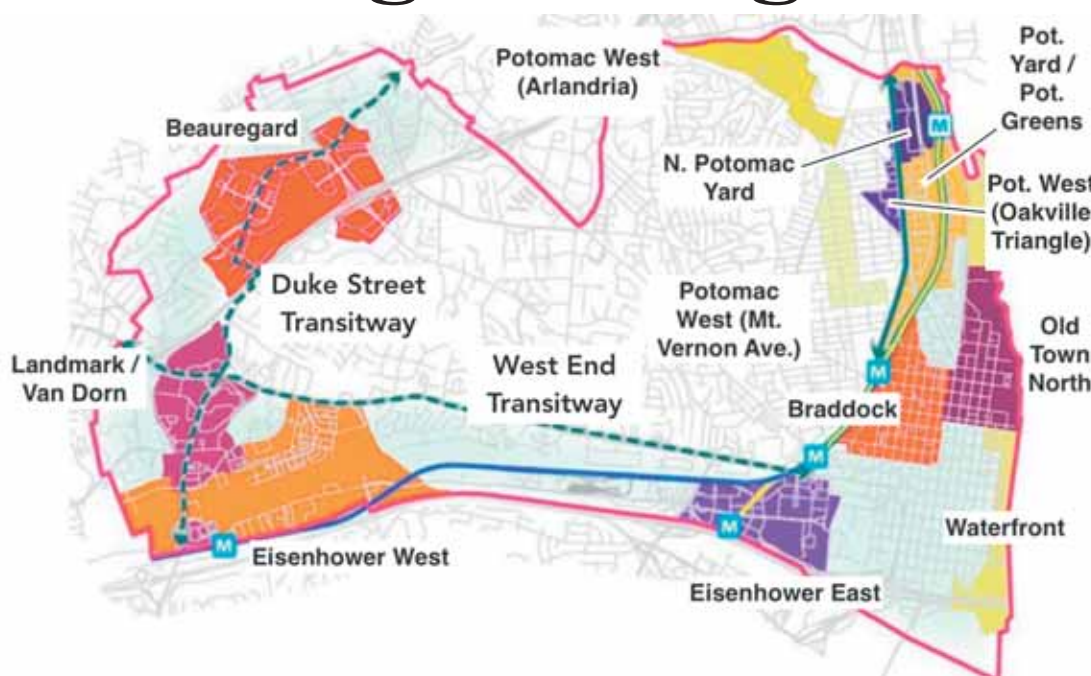 Potomac West
(Arlandria)
Pot.
Yard /
Pot.
Greens
Beauregard
M
N. Potomac
Yard
Pot. West
(Oakville
Triangle)
Duke Street
Transitway
Potomac
West (Mt.
Vernon Ave.)
Old
Town
North
Landmark /
Van Dorn
West End
Transitway
M
Braddock
M
M
Waterfront
M
Eisenhower West
Eisenhower East